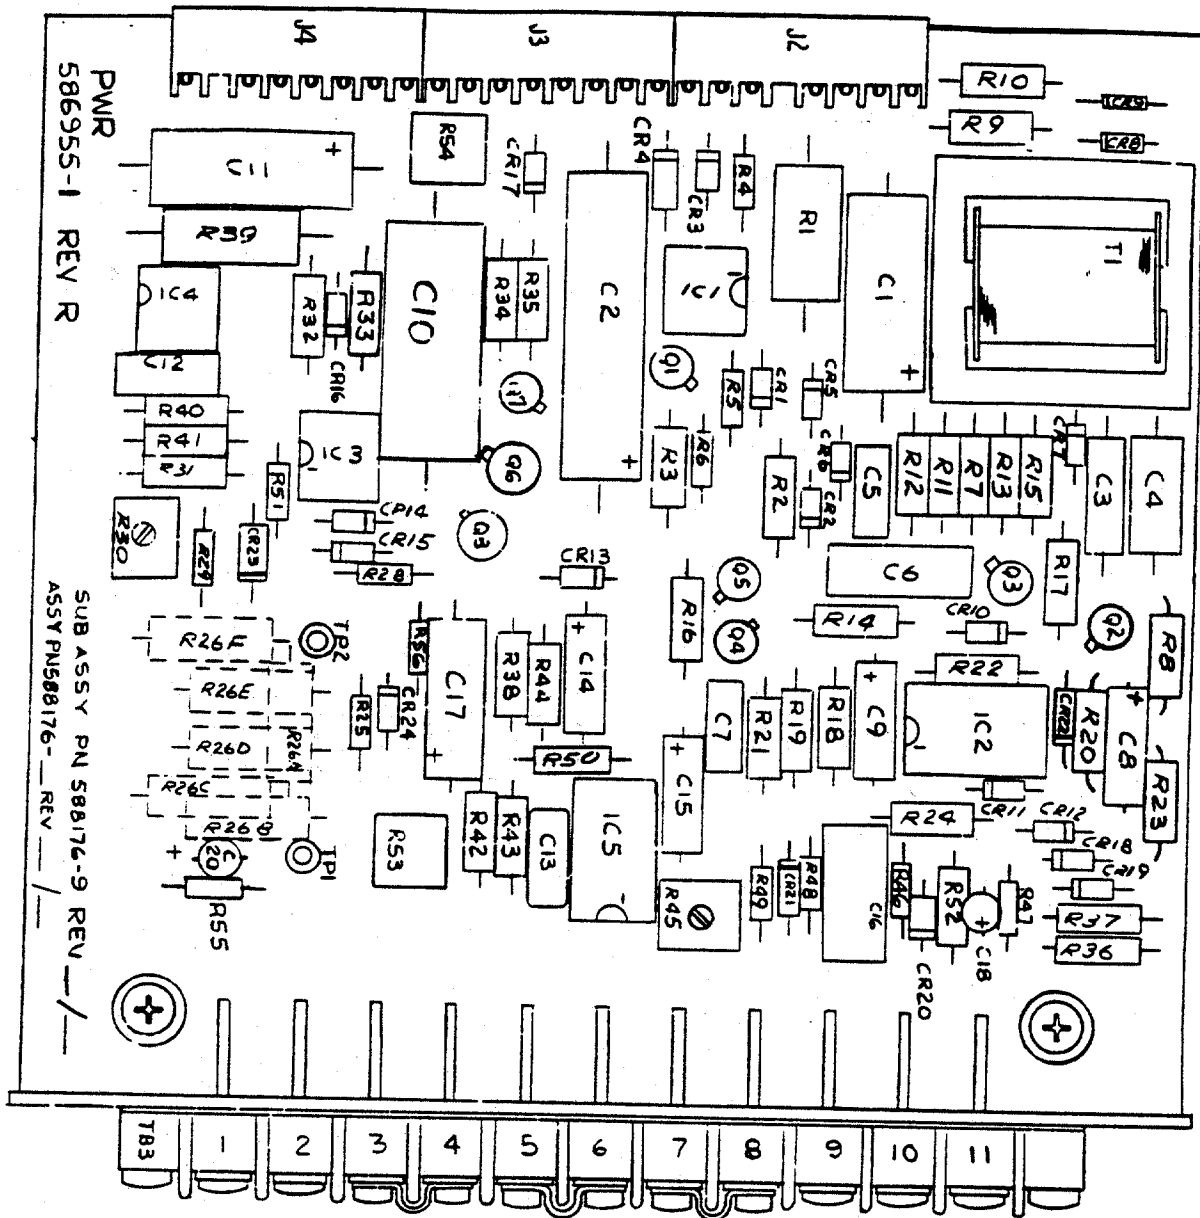 J4
J3
J2
PWR
586955-1 REV R
SUB ASSY PN 588176-9 REV —/—
ASSY PN588176-__ REV __/__
R10
CR9
R9
CR8
C11
R54
CR17
CR4
CR3
R4
R1
C1
T1
R39
IC4
R32
CR16
R33
C10
R34
R35
C2
IC1
C12
Q1
R5
CR1
CR5
R40
R41
R31
IC3
Q6
R3
R6
R2
CR6
CR2
C5
R12
R11
R7
R13
R15
C3
C4
R51
R30
R29
CR23
CR15
R28
Q3
CR13
C6
Q3
R17
R26F
TP2
R56
C17
R38
R44
C14
R16
Q5
Q4
R14
CR10
Q2
R8
R22
R26E
R25
CR24
R26D
R26A
R50
C7
R21
R19
R18
C9
IC2
CR22
R20
C8
R23
C15
R26C
R26B
C20
TP1
R53
R42
R43
C13
IC5
CR11
R24
CR12
CR18
CR19
R55
R45
R49
CR21
R48
C16
R46
R52
C18
R47
R37
R36
CR20
TB3
1
2
3
4
5
6
7
8
9
10
11